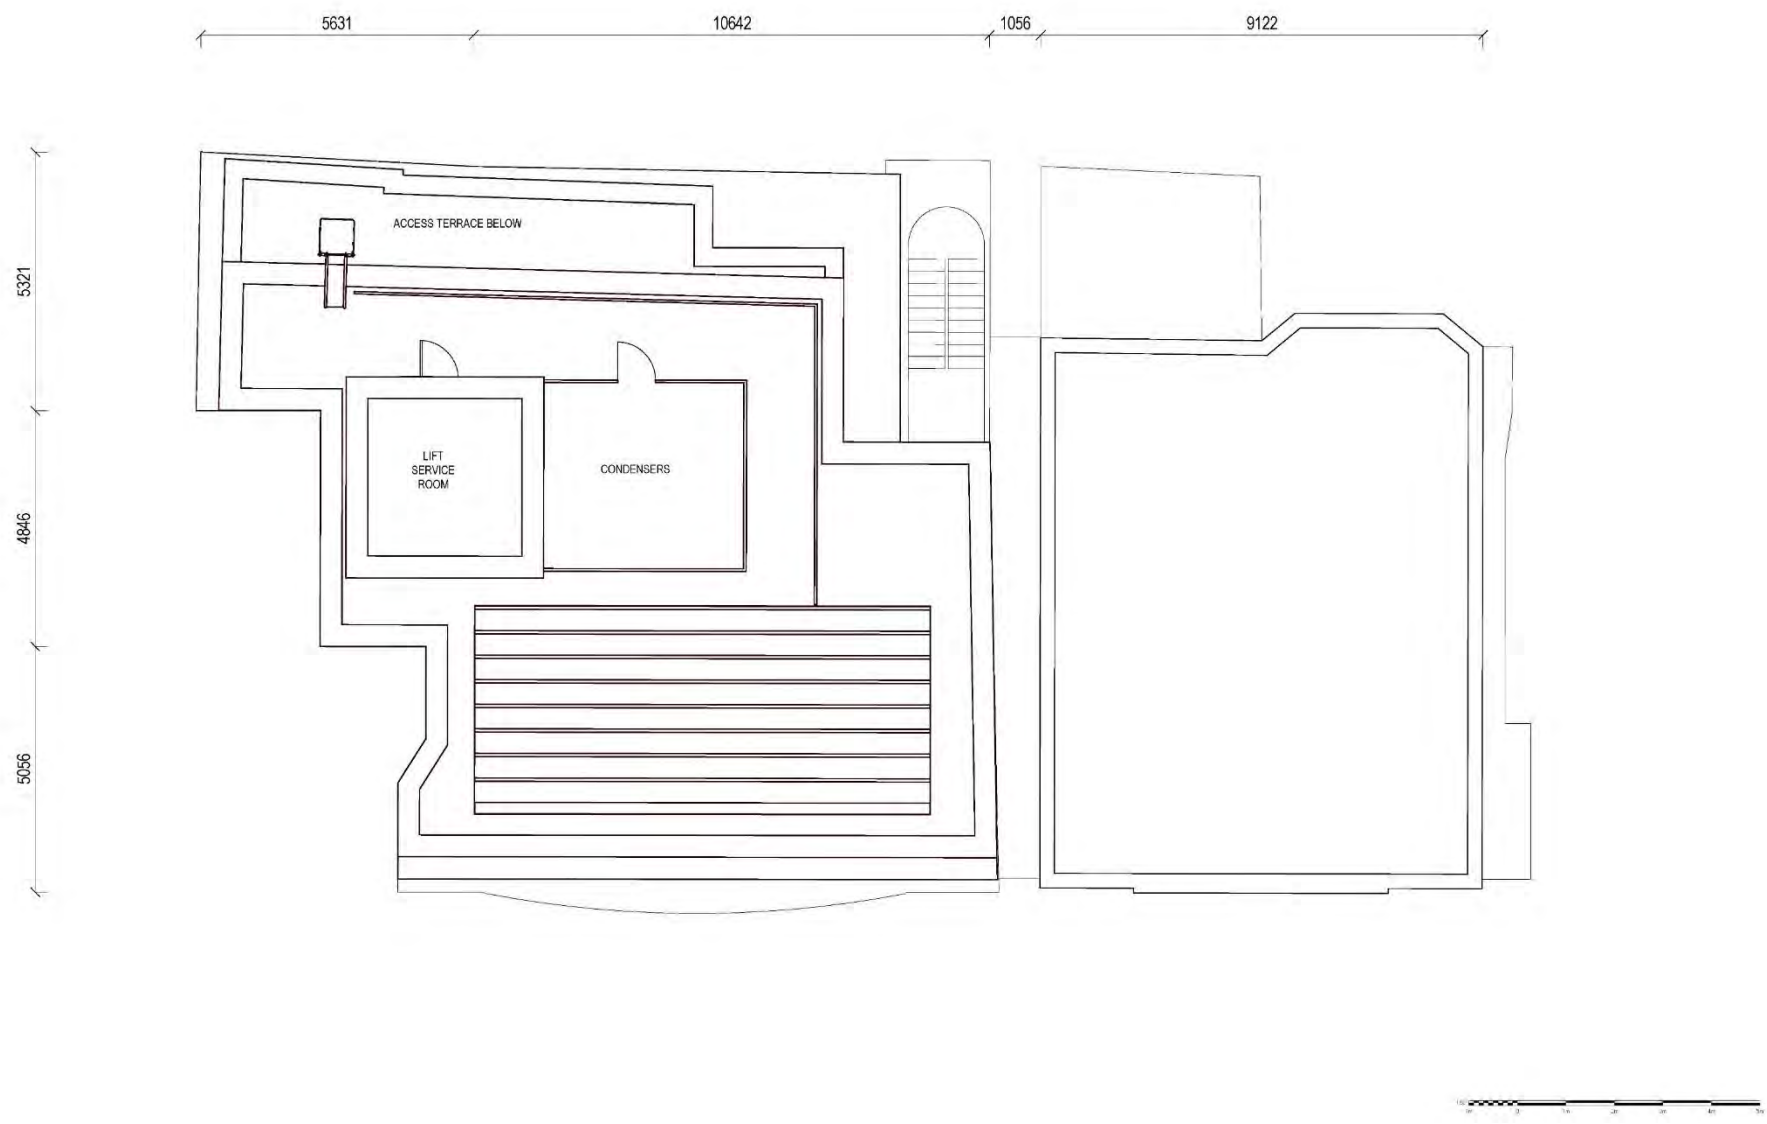 5631 10642 1056 9122
ACCESS TERRACE BELOW
5321
LIFT
SERVICE
ROOM
CONDENSERS
4846
5056